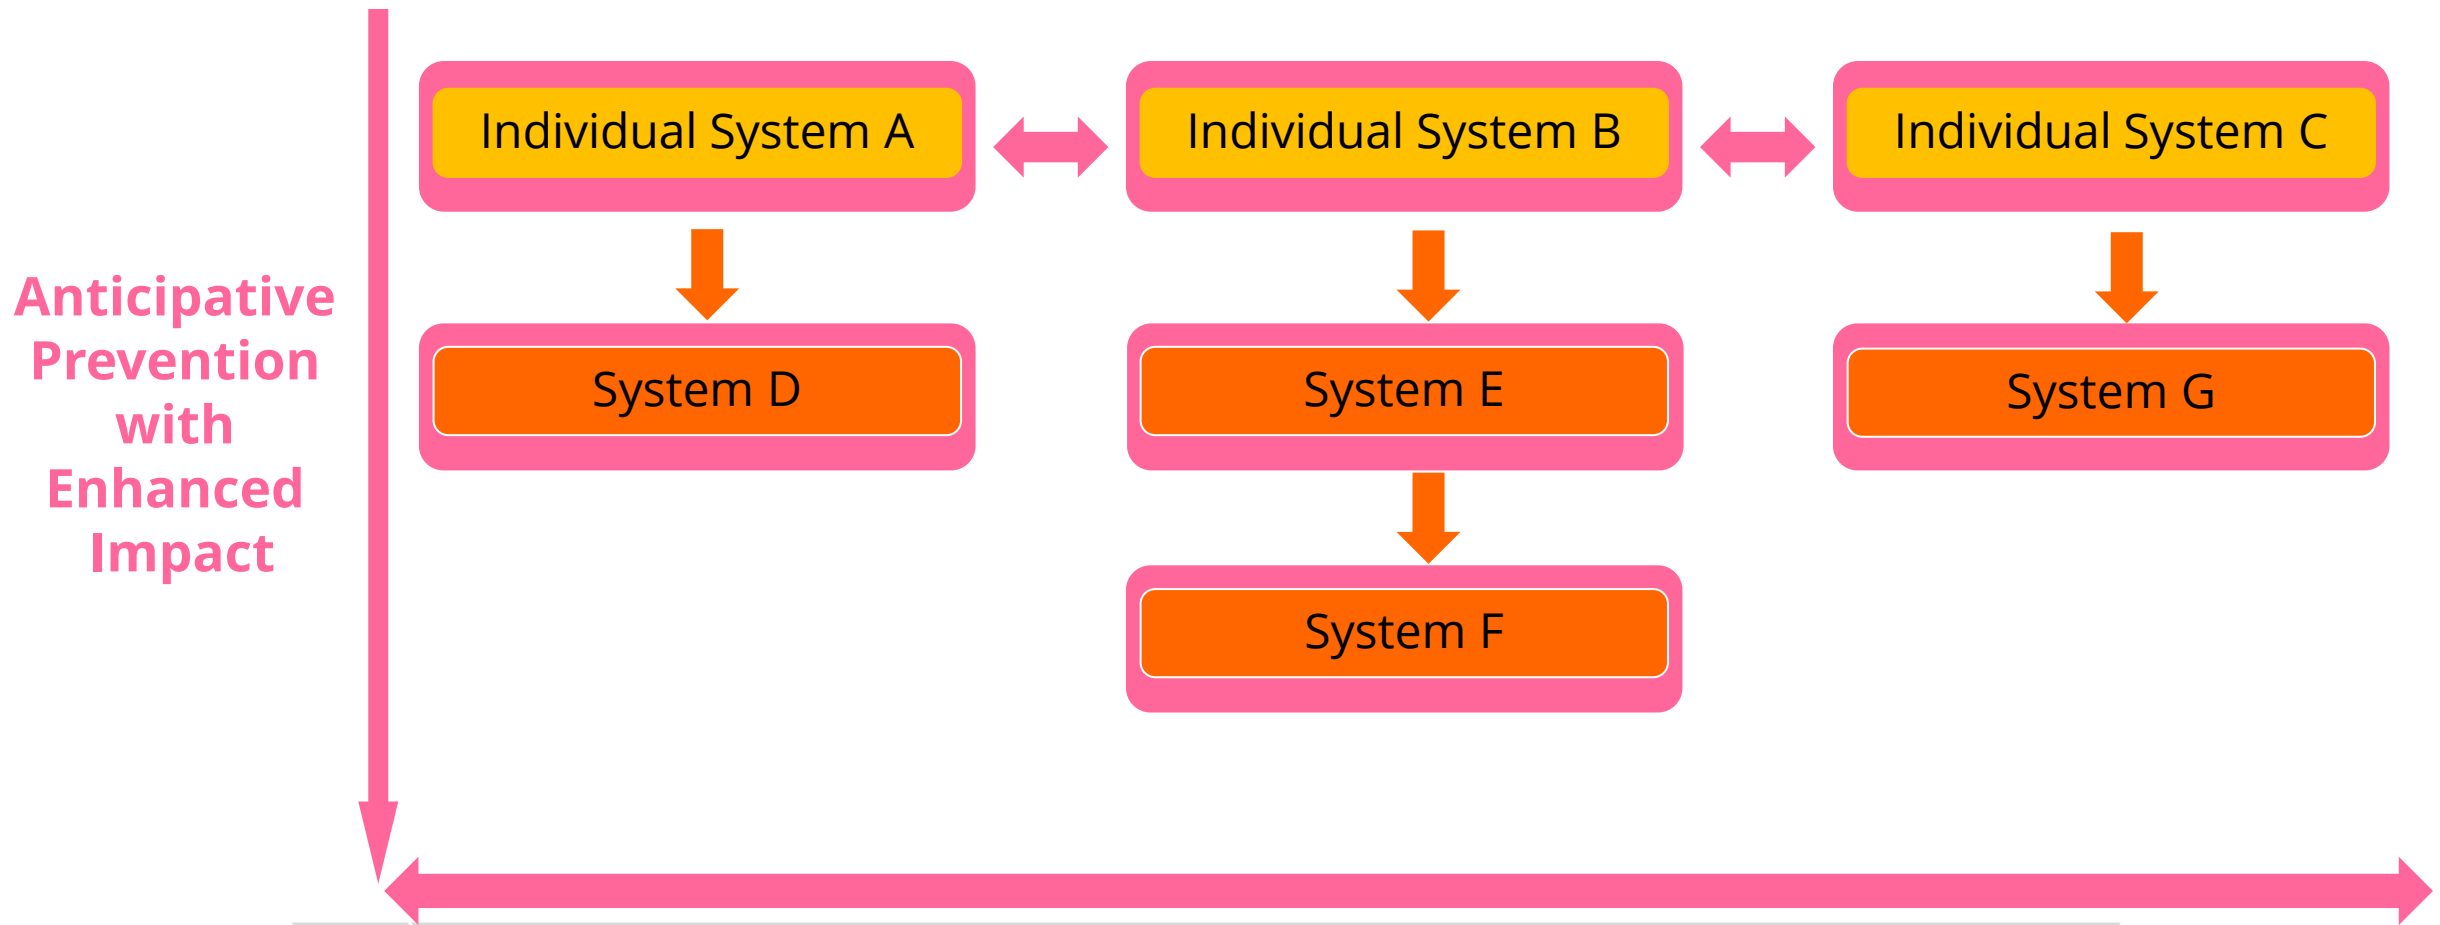 Individual System A
Individual System B
Individual System C
Anticipative
Prevention
with
Enhanced
Impact
System D
System E
System G
System F